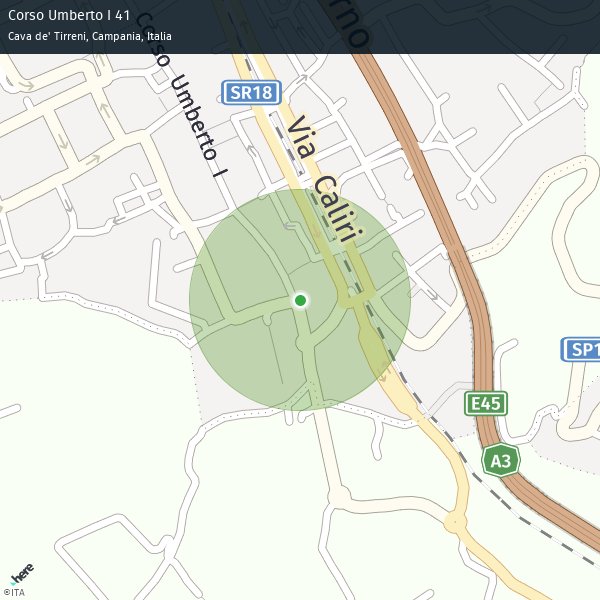 Corso Umberto I 41
Cava de' Tirreni, Campania, Italia
SR18
Corso Umberto I
Via Caliri
E45
A3
here
©ITA